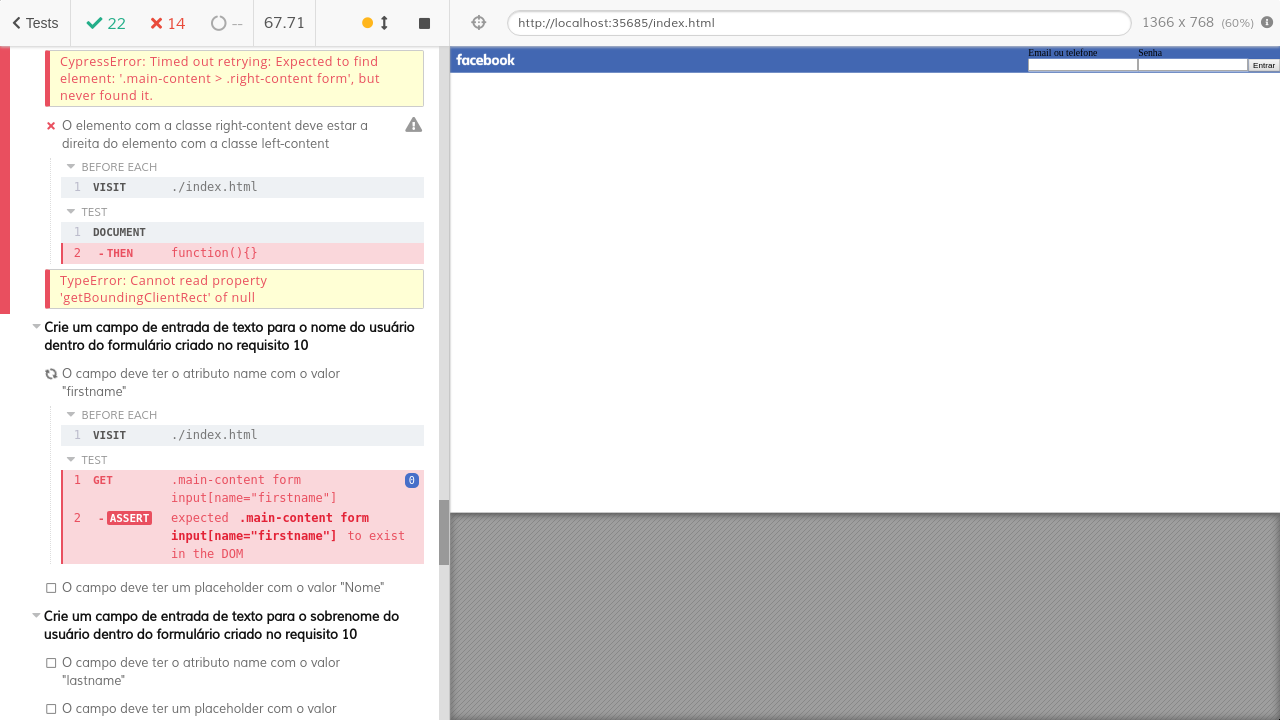 Tests 22 14 -- 67.71
http://localhost:35685/index.html 1366 x 768 (60%)
CypressError: Timed out retrying: Expected to find
element: '.main-content > .right-content form', but
never found it.
O elemento com a classe right-content deve estar a
direita do elemento com a classe left-content
BEFORE EACH
1 VISIT ./index.html
TEST
1 DOCUMENT
2 -THEN function(){}
TypeError: Cannot read property
'getBoundingClientRect' of null
Crie um campo de entrada de texto para o nome do usuário
dentro do formulário criado no requisito 10
O campo deve ter o atributo name com o valor
"firstname"
BEFORE EACH
1 VISIT ./index.html
TEST
1 GET .main-content form 0
input[name="firstname"]
2 -ASSERT expected .main-content form
input[name="firstname"] to exist
in the DOM
O campo deve ter um placeholder com o valor "Nome"
Crie um campo de entrada de texto para o sobrenome do
usuário dentro do formulário criado no requisito 10
O campo deve ter o atributo name com o valor
"lastname"
O campo deve ter um placeholder com o valor
facebook
Email ou telefone Senha
Entrar